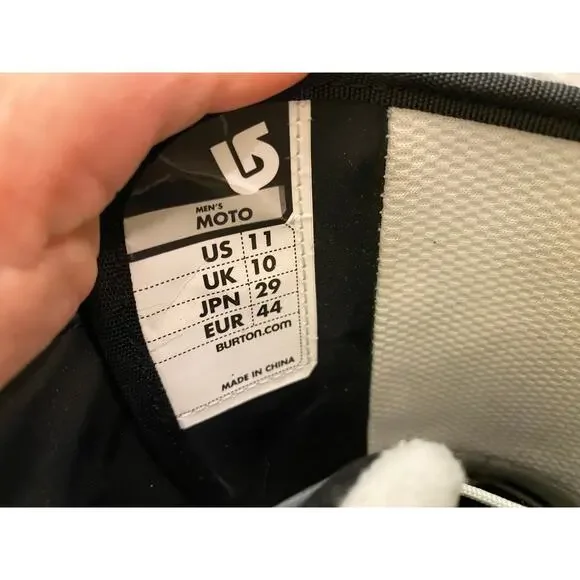 MEN'S
MOTO
US 11
UK 10
JPN 29
EUR 44
BURTON.COM
MADE IN CHINA